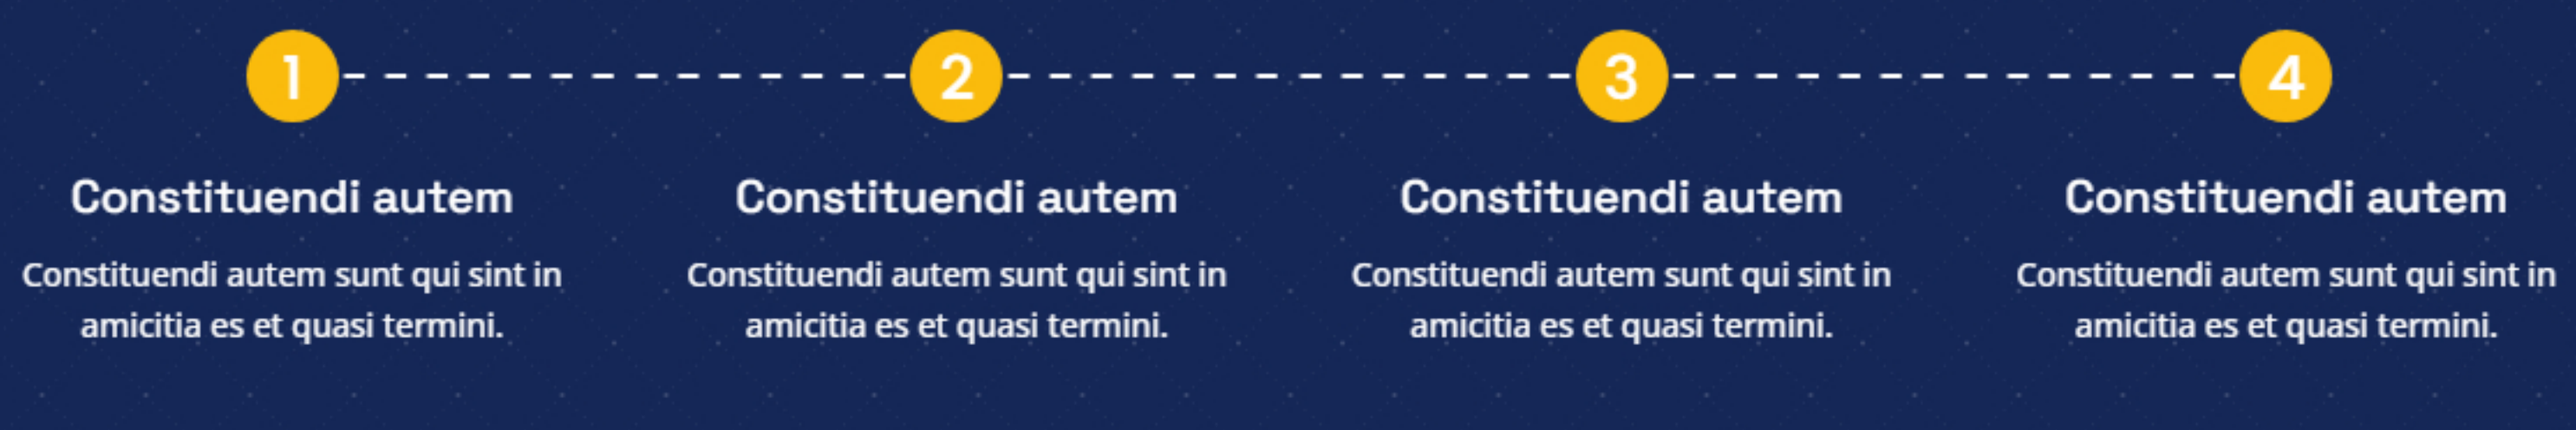 1
2
3
4
Constituendi autem
Constituendi autem sunt qui sint in
amicitia es et quasi termini.
Constituendi autem
Constituendi autem sunt qui sint in
amicitia es et quasi termini.
Constituendi autem
Constituendi autem sunt qui sint in
amicitia es et quasi termini.
Constituendi autem
Constituendi autem sunt qui sint in
amicitia es et quasi termini.